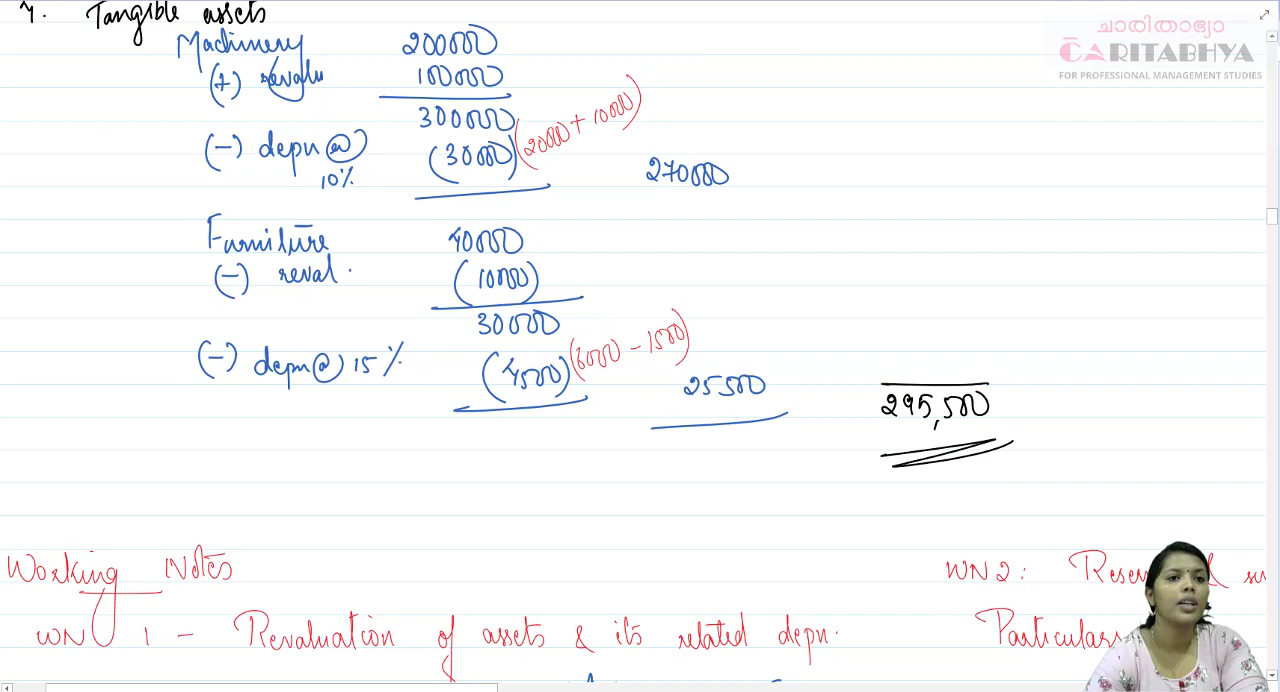 7. Tangible assets
ചാരിതാഭ്യാ
CARITABHYA
FOR PROFESSIONAL MANAGEMENT STUDIES
Machinery 200000
(+) revalu 100000
300000
(-) depn @ 10% (30000) (20000 + 10000) 270000
Furniture 40000
(-) reval. (10000)
30000
(-) depn @ 15% (4500) (6000 - 1500) 25500 295,500
Working Notes
WN 2:
WN 1 - Revaluation of assets & its related depn.
Particulars